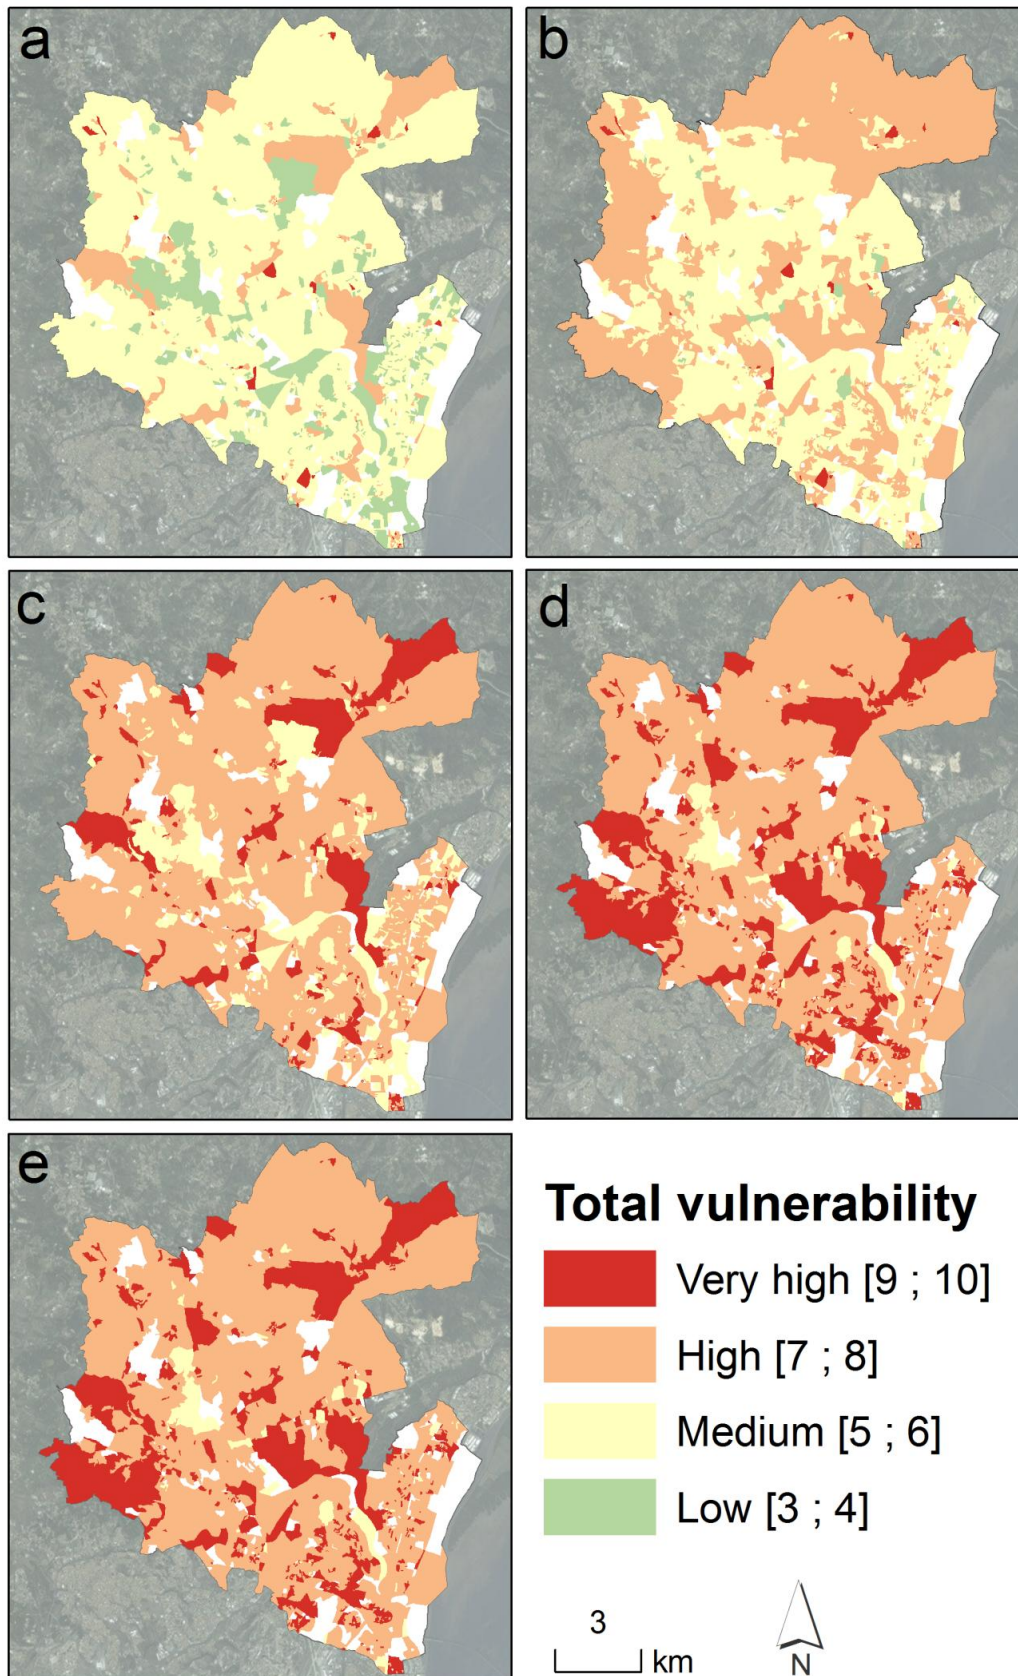 a
b
c
d
e
Total vulnerability
Very high [9 ; 10]
High [7 ; 8]
Medium [5 ; 6]
Low [3 ; 4]
3
km
N